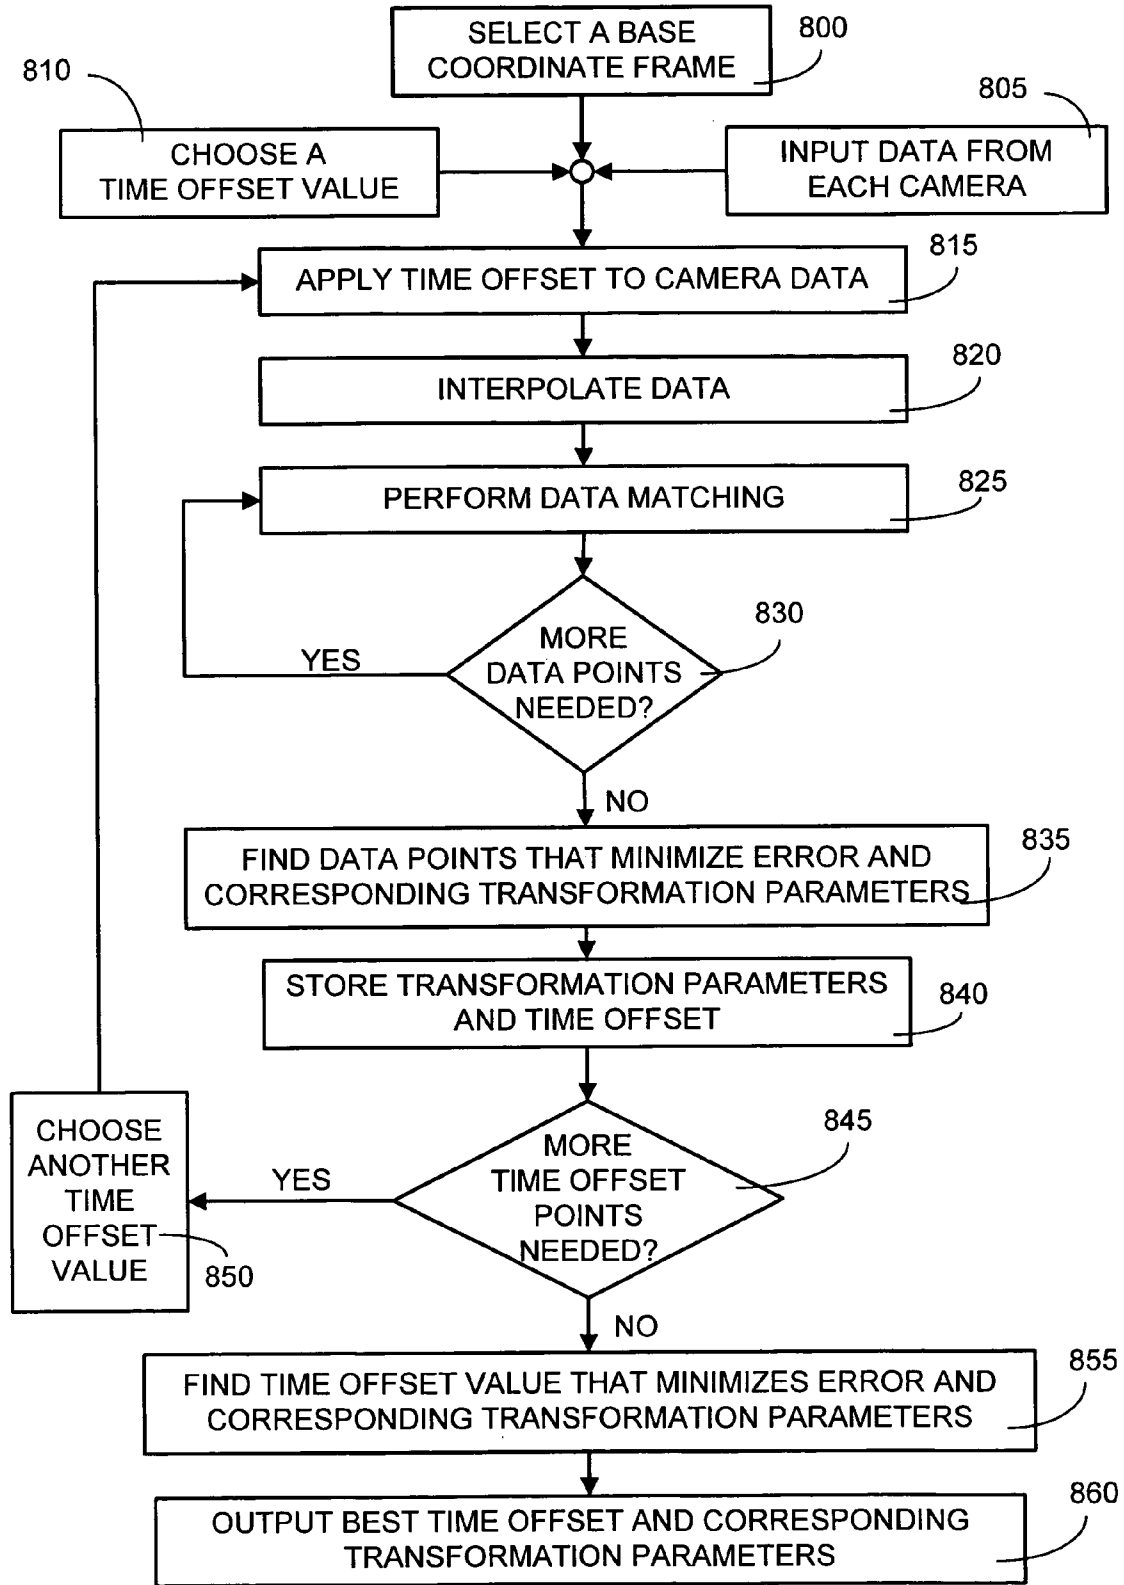 SELECT A BASE
COORDINATE FRAME
800
810
805
CHOOSE A
TIME OFFSET VALUE
INPUT DATA FROM
EACH CAMERA
815
APPLY TIME OFFSET TO CAMERA DATA
820
INTERPOLATE DATA
825
PERFORM DATA MATCHING
830
MORE
DATA POINTS
NEEDED?
YES
NO
835
FIND DATA POINTS THAT MINIMIZE ERROR AND
CORRESPONDING TRANSFORMATION PARAMETERS
STORE TRANSFORMATION PARAMETERS
AND TIME OFFSET
840
845
MORE
TIME OFFSET
POINTS
NEEDED?
YES
CHOOSE
ANOTHER
TIME
OFFSET
VALUE
850
NO
855
FIND TIME OFFSET VALUE THAT MINIMIZES ERROR AND
CORRESPONDING TRANSFORMATION PARAMETERS
860
OUTPUT BEST TIME OFFSET AND CORRESPONDING
TRANSFORMATION PARAMETERS